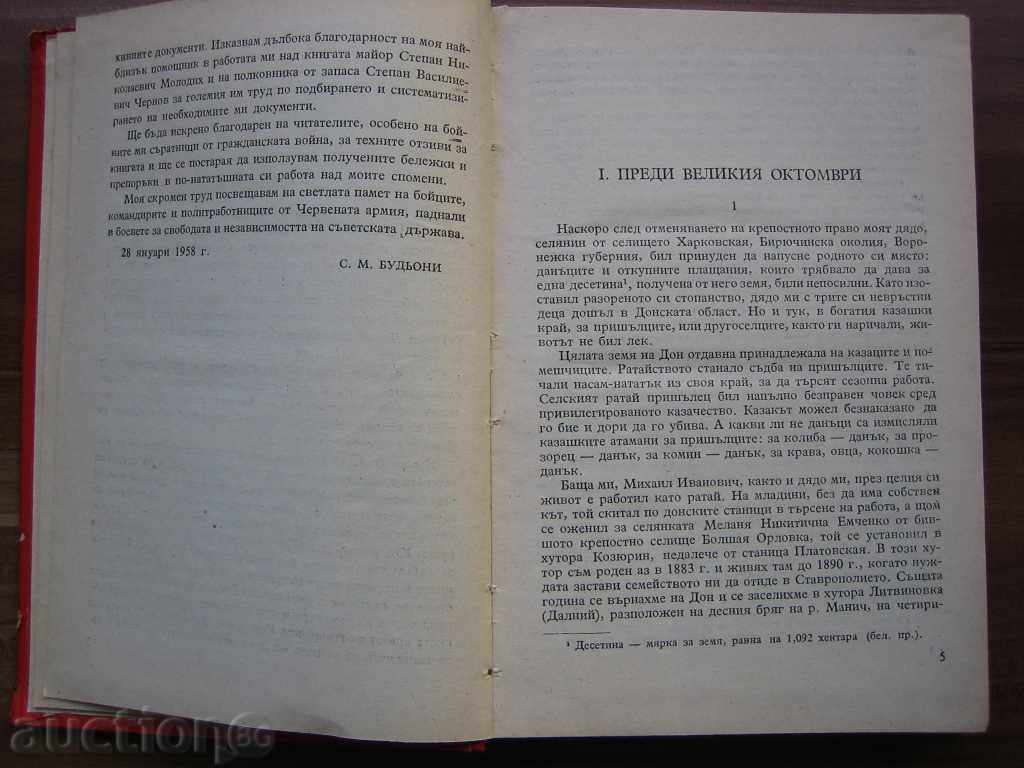 хивните документи. Изказвам дълбока благодарност на моя най-
близък помощник в работата ми над книгата майор Степан Ни-
колаевич Молодих и на полковника от запаса Степан Василие-
вич Чернов за големия им труд по подбирането и систематизи-
рането на необходимите ми документи.
Ще бъда искрено благодарен на читателите, особено на бой-
ните ми съратници от гражданската война, за техните отзиви за
книгата и ще се постарая да използувам получените бележки и
препоръки в по-нататъшната си работа над моите спомени.
Моя скромен труд посвещавам на светлата памет на бойците,
командирите и политработниците от Червената армия, паднали
в боевете за свободата и независимостта на съветската държава.
28 януари 1958 г.
С. М. БУДЬОНИ
I. ПРЕДИ ВЕЛИКИЯ ОКТОМВРИ
1
Наскоро след отменяването на крепостното право моят дядо,
селянин от селището Харковская, Бирючинска околия, Воро-
нежка губерния, бил принуден да напусне родното си място:
данъците и откупните плащания, които трябвало да дава за
една десетина¹, получена от него земя, били непосилни. Като изо-
ставил разореното си стопанство, дядо ми с трите си невръстни
деца дошъл в Донската област. Но и тук, в богатия казашки
край, за пришълците, или другоселците, както ги наричали, жи-
вотът не бил лек.
Цялата земя на Дон отдавна принадлежала на казаците и по-
мешчиците. Ратайството станало съдба на пришълците. Те ти-
чали насам-нататък из своя край, за да търсят сезонна работа.
Селският ратай пришълец бил напълно безправен човек сред
привилегированото казачество. Казакът можел безнаказано да
го бие и дори да го убива. А какви ли не данъци са измисляли
казашките атамани за пришълците: за колиба — данък, за про-
зорец — данък, за комин — данък, за крава, овца, кокошка —
данък.
Баща ми, Михаил Иванович, както и дядо ми, през целия си
живот е работил като ратай. На младини, без да има собствен
кът, той скитал по донските станици в търсене на работа, а щом
се оженил за селянката Меланя Никитична Емченко от бив-
шото крепостно селище Болшая Орловка, той се установил в
хутора Козюрин, недалече от станица Платовская. В този ху-
тор съм роден аз в 1883 г. и живях там до 1890 г., когато нуж-
дата застави семейството ни да отиде в Ставрополието. Същата
година се върнахме на Дон и се заселихме в хутора Литвиновка
(Далний), разположен на десния бряг на р. Манич, на четири-
¹ Десетина — мярка за земя, равна на 1,092 хектара (бел. пр.).
5
auction BG